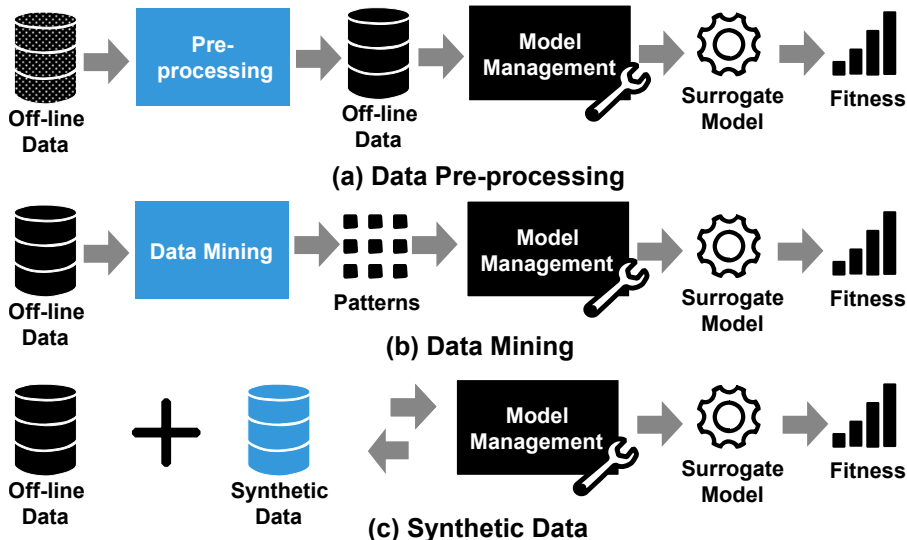 Pre-
processing
Model
Management
Off-line
Data
Off-line
Data
Surrogate
Model
Fitness
(a) Data Pre-processing
Data Mining
Model
Management
Off-line
Data
Patterns
Surrogate
Model
Fitness
(b) Data Mining
Model
Management
Off-line
Data
Synthetic
Data
Surrogate
Model
Fitness
(c) Synthetic Data